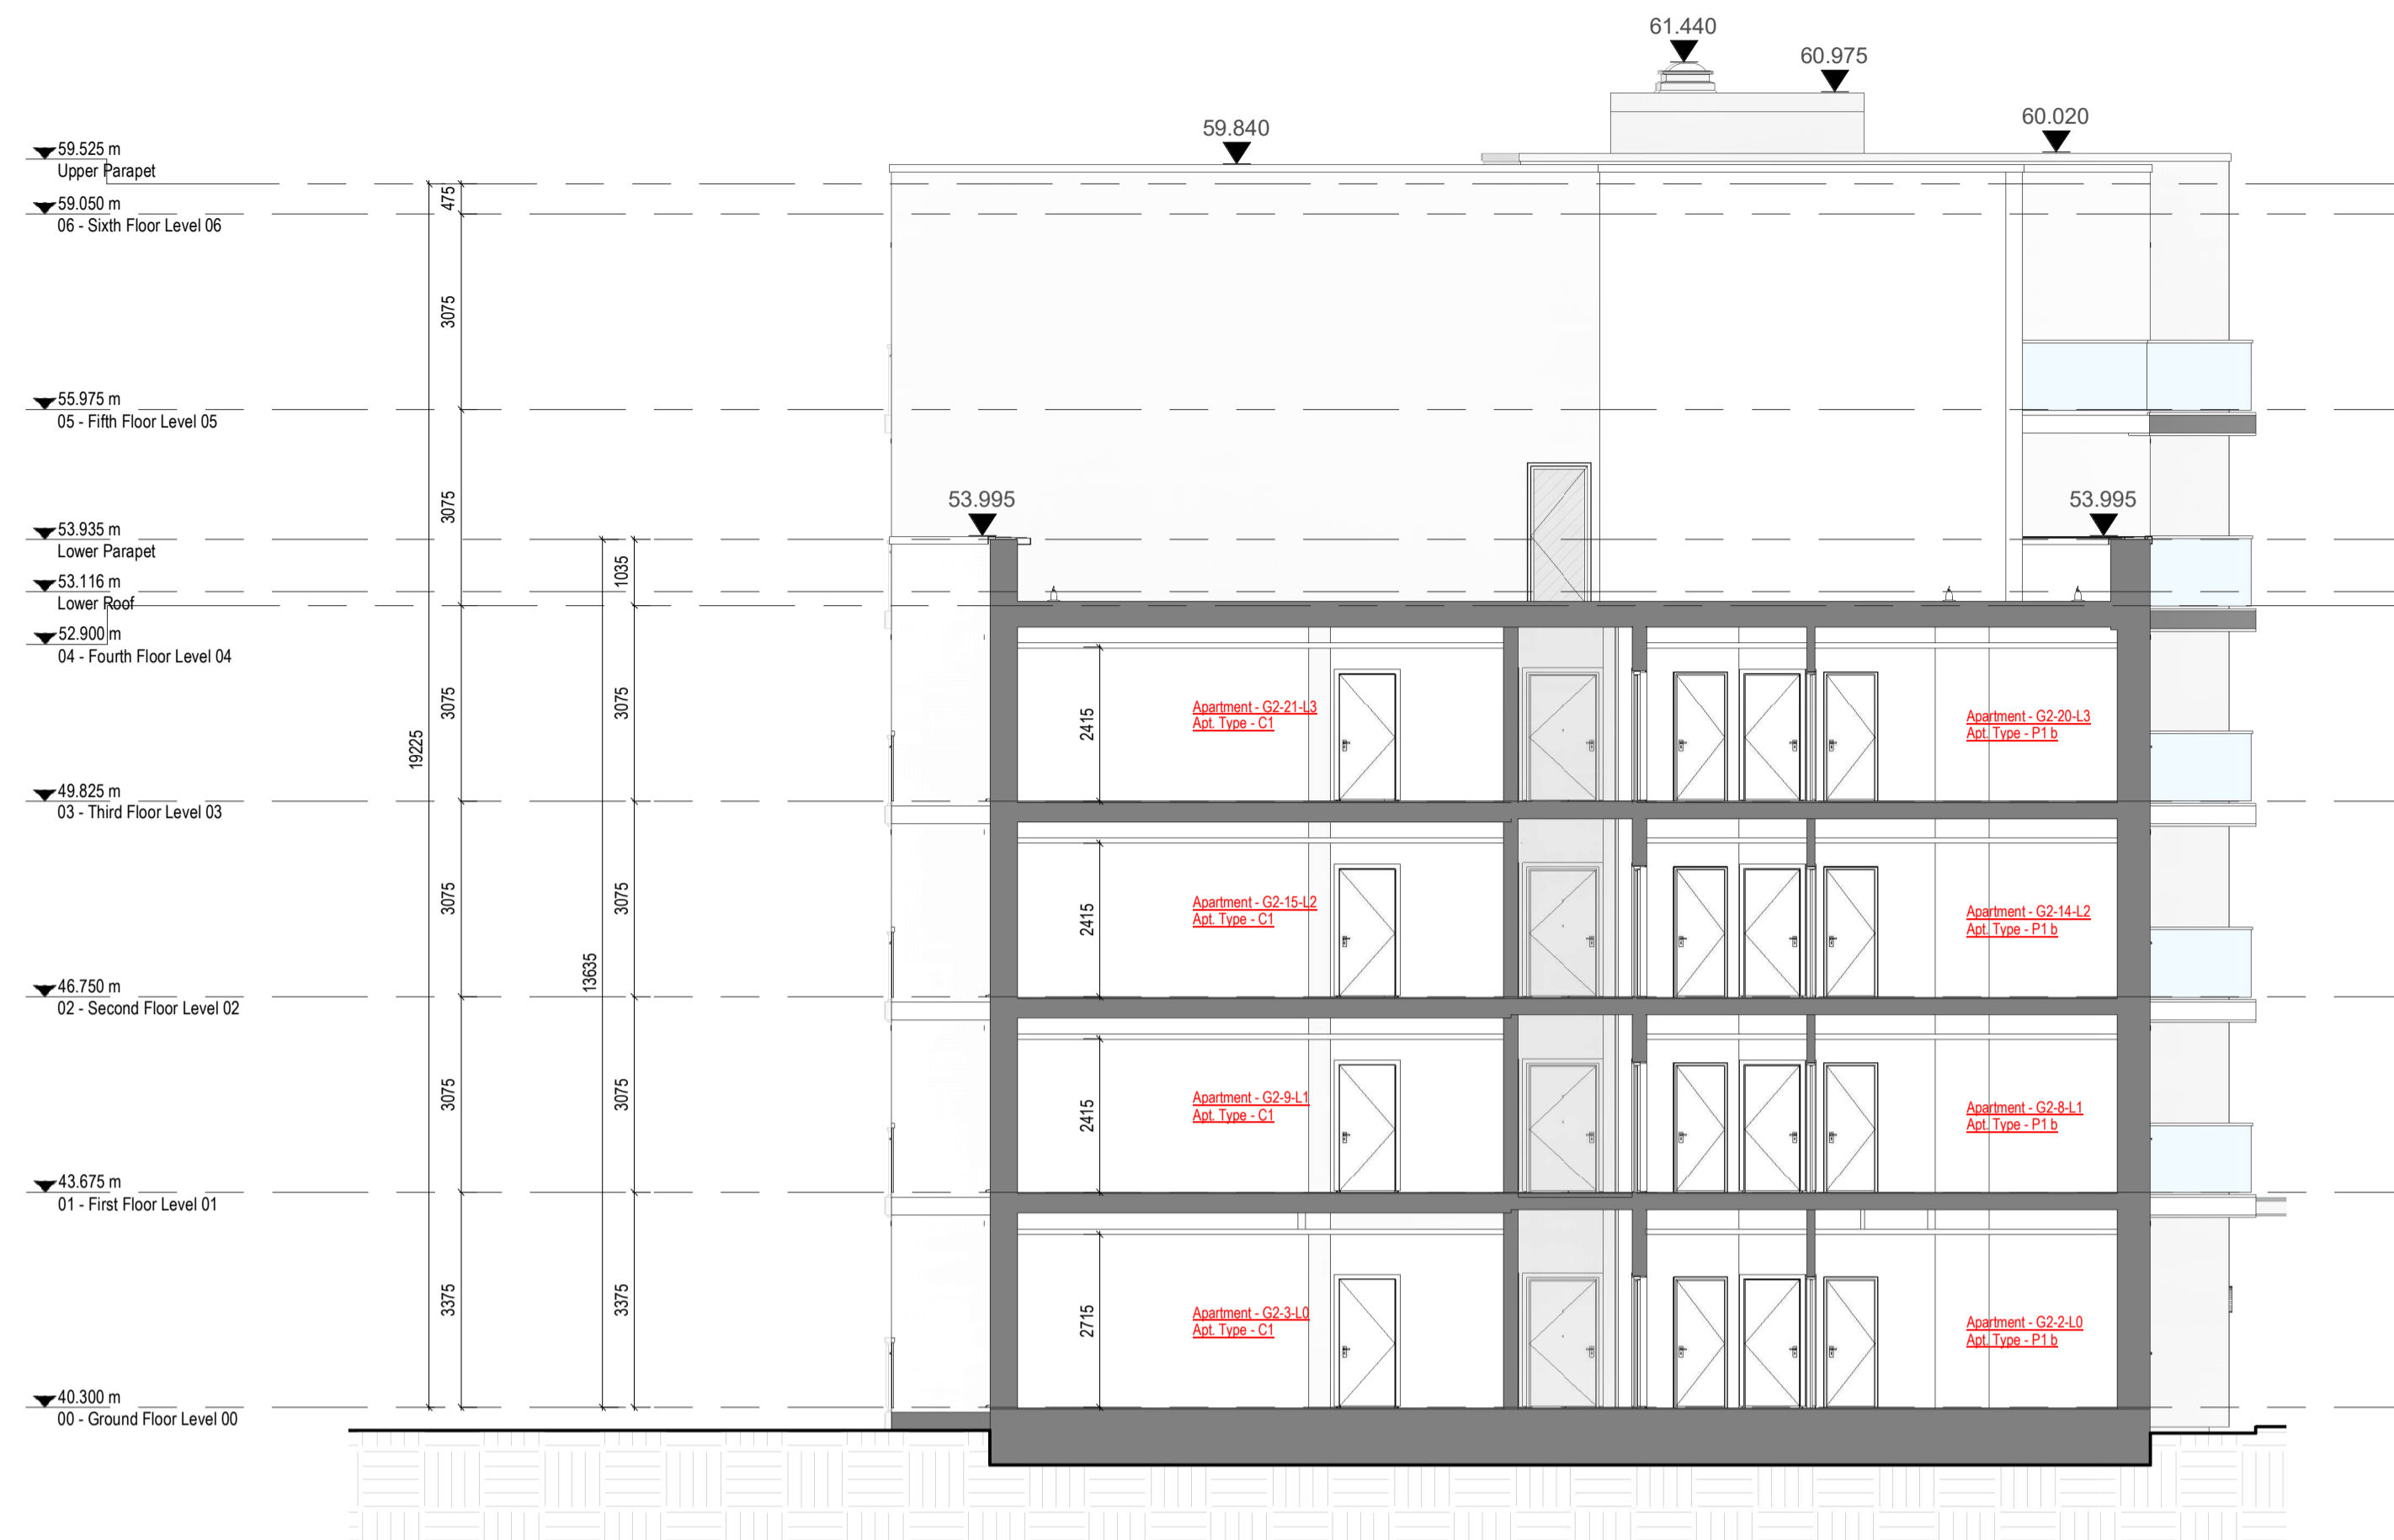 61.440
60.975
59.840
60.020
59.525 m
Upper Parapet
475
59.050 m
06 - Sixth Floor Level 06
3075
55.975 m
05 - Fifth Floor Level 05
3075
53.995
53.995
53.935 m
Lower Parapet
1035
53.116 m
Lower Roof
52.900 m
04 - Fourth Floor Level 04
3075
3075
2415
19225
Apartment - G2-21-L3
Apt. Type - C1
Apartment - G2-20-L3
Apt. Type - P1 b
49.825 m
03 - Third Floor Level 03
3075
3075
2415
13635
Apartment - G2-15-L2
Apt. Type - C1
Apartment - G2-14-L2
Apt. Type - P1 b
46.750 m
02 - Second Floor Level 02
3075
3075
2415
Apartment - G2-9-L1
Apt. Type - C1
Apartment - G2-8-L1
Apt. Type - P1 b
43.675 m
01 - First Floor Level 01
3375
3375
2715
Apartment - G2-3-L0
Apt. Type - C1
Apartment - G2-2-L0
Apt. Type - P1 b
40.300 m
00 - Ground Floor Level 00